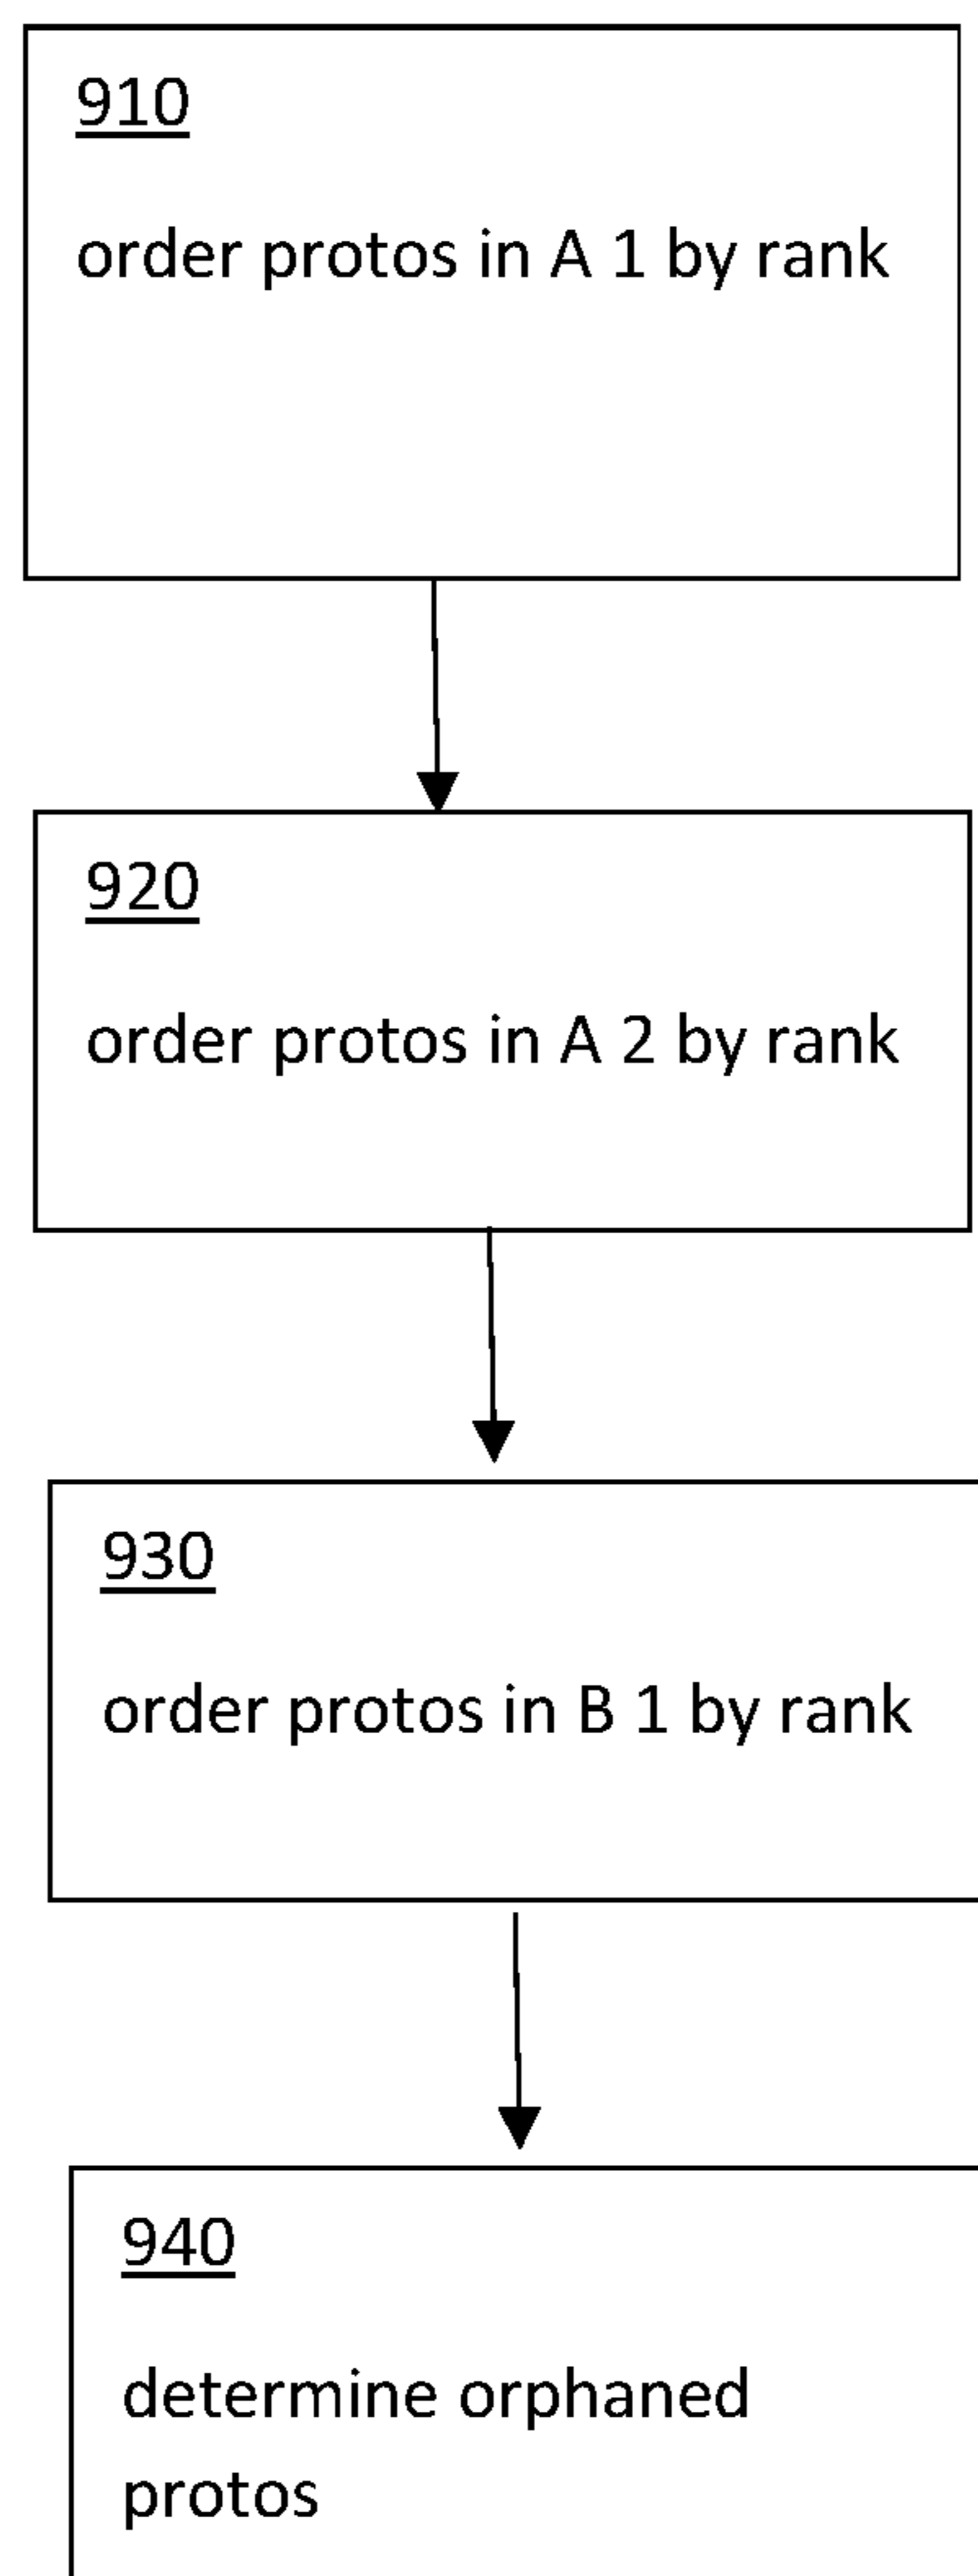 910
order protos in A 1 by rank
920
order protos in A 2 by rank
930
order protos in B 1 by rank
940
determine orphaned
protos